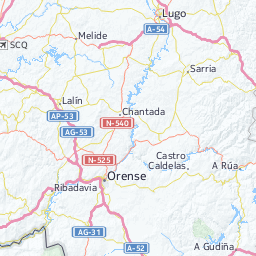 Lugo
A-54
Melide
SCQ
Sarria
Lalín
Chantada
AP-53
N-540
AG-53
N-525
Castro
Caldelas
A Rúa
Orense
Ribadavia
AG-31
A-52
A Gudiña